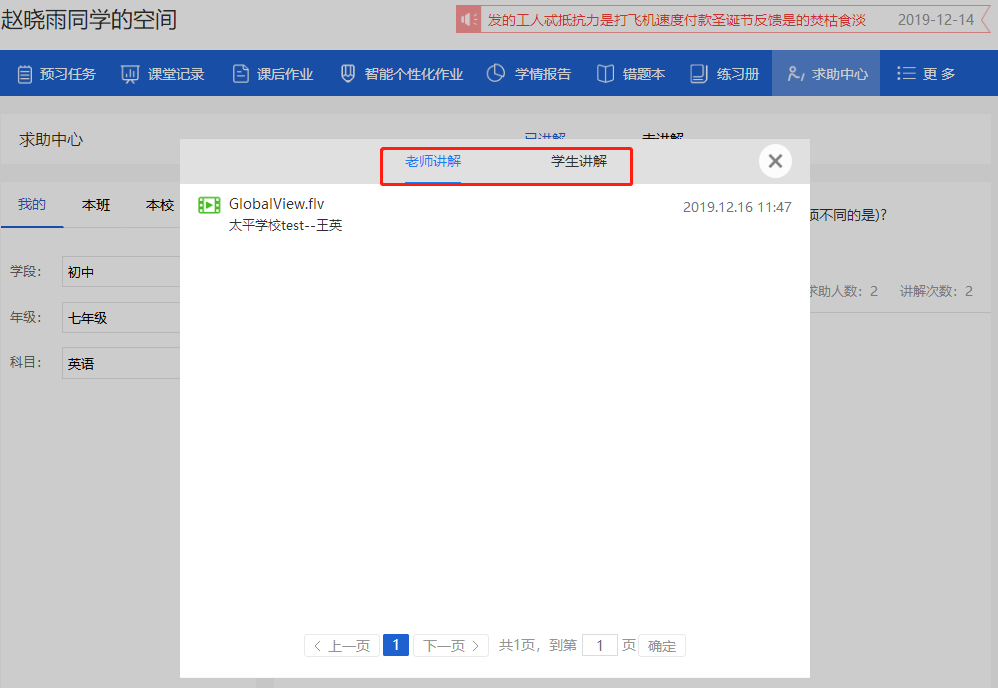 赵晓雨同学的空间
发的工人忒抵抗力是打飞机速度付款圣诞节反馈是的焚枯食淡 2019-12-14
预习任务 课堂记录 课后作业 智能个性化作业 学情报告 错题本 练习册 求助中心 更 多
求助中心 已讲解 未讲解
老师讲解 学生讲解
我的 本班 本校
GlobalView.flv 2019.12.16 11:47
太平学校test--王英
项不同的是)?
学段： 初中
求助人数：2 讲解次数：2
年级： 七年级
科目： 英语
上一页 1 下一页 共1页，到第 1 页 确定